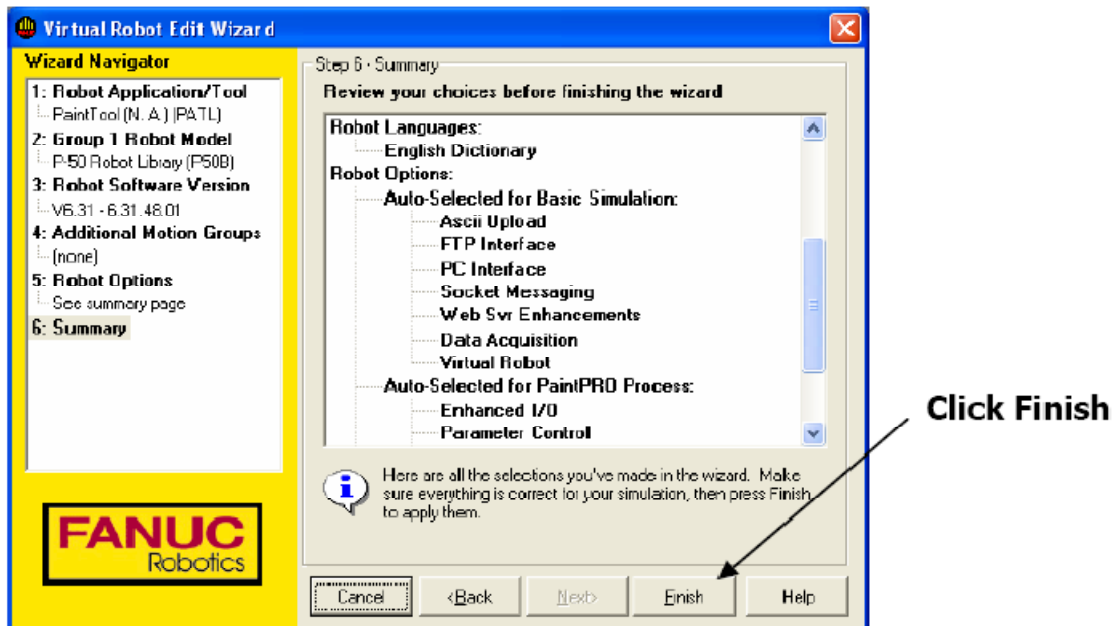 Virtual Robot Edit Wizard
Wizard Navigator
1: Robot Application/Tool
PaintTool (N. A.) [PATL]
2: Group 1 Robot Model
P-50 Robot Library (P50B)
3: Robot Software Version
V6.31 - 6.31.48.01
4: Additional Motion Groups
(none)
5: Robot Options
See summary page
6: Summary
FANUC
Robotics
Step 6 - Summary
Review your choices before finishing the wizard
Robot Languages:
English Dictionary
Robot Options:
Auto-Selected for Basic Simulation:
Ascii Upload
FTP Interface
PC Interface
Socket Messaging
Web Svr Enhancements
Data Acquisition
Virtual Robot
Auto-Selected for PaintPRO Process:
Enhanced I/O
Parameter Control
Here are all the selections you've made in the wizard. Make
sure everything is correct for your simulation, then press Finish
to apply them.
Cancel
<Back
Next>
Finish
Help
Click Finish